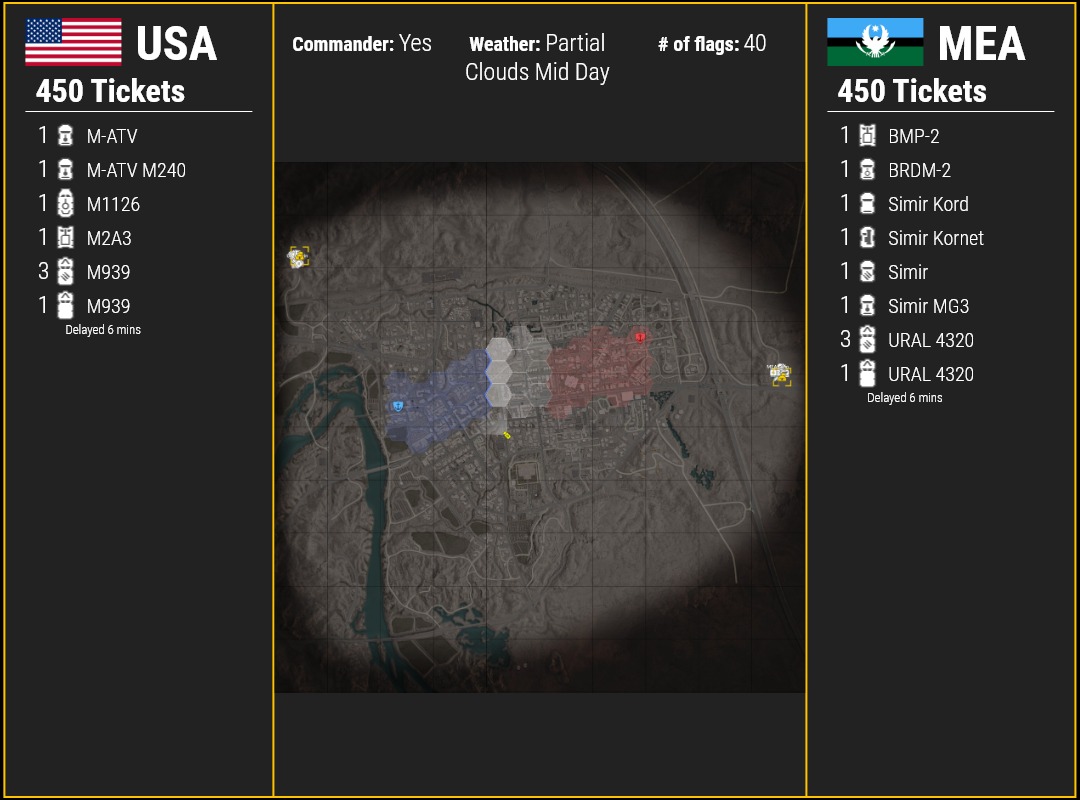 USA
450 Tickets
1 M-ATV
1 M-ATV M240
1 M1126
1 M2A3
3 M939
1 M939
Delayed 6 mins
Commander: Yes
Weather: Partial
Clouds Mid Day
# of flags: 40
MEA
450 Tickets
1 BMP-2
1 BRDM-2
1 Simir Kord
1 Simir Kornet
1 Simir
1 Simir MG3
3 URAL 4320
1 URAL 4320
Delayed 6 mins